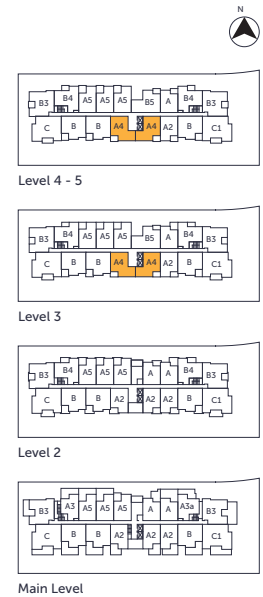 N
B3 B4 A5 A5 A5 B5 A B4 B3
C B B A4 A4 A2 B C1
Level 4 - 5
B3 B4 A5 A5 A5 B5 A B4 B3
C B B A4 A4 A2 B C1
Level 3
B3 B4 A5 A5 A5 A A B4 B3
C B B A2 A2 A2 B C1
Level 2
B3 A3 A5 A5 A A A3a B3
C B B A2 A2 A2 B C1
Main Level